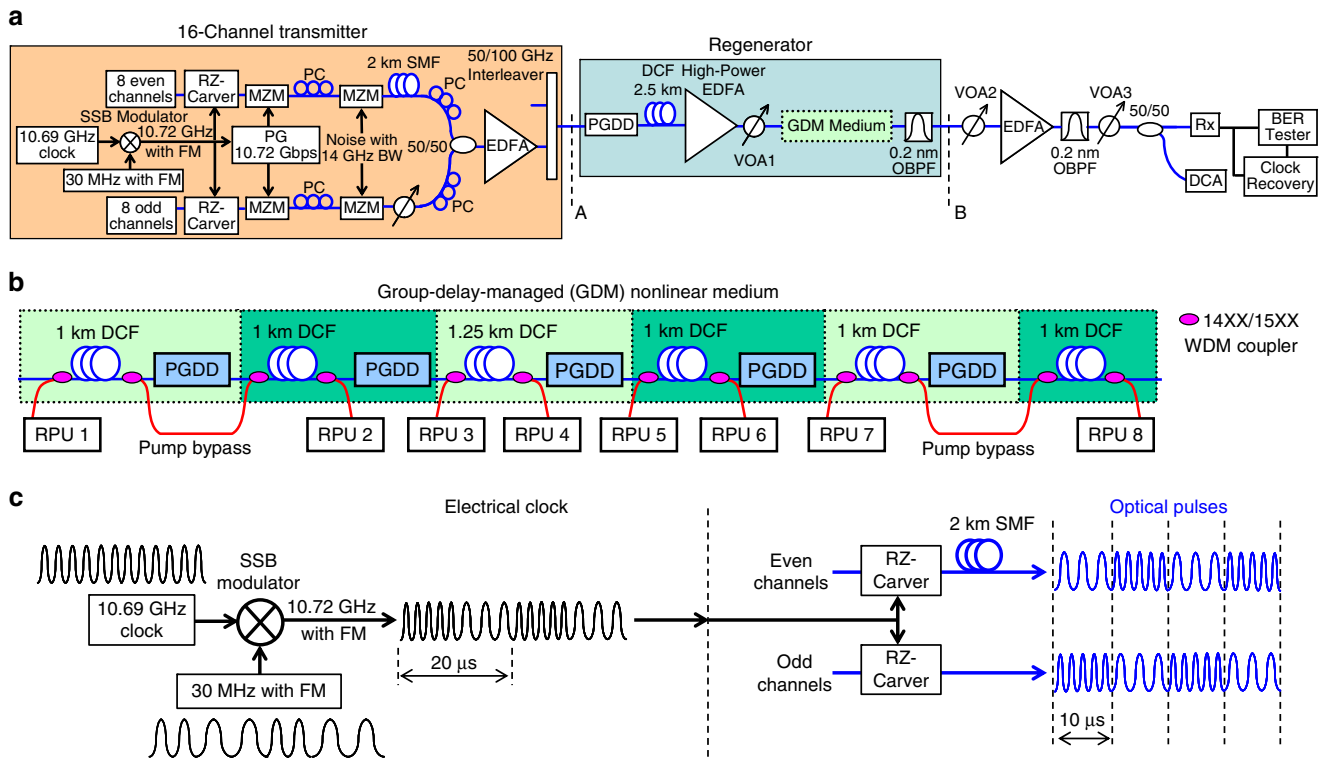 a
16-Channel transmitter
8 even
channels
RZ-
Carver
MZM
PC
MZM
2 km SMF
PC
50/100 GHz
Interleaver
SSB Modulator
10.69 GHz
clock
10.72 GHz
with FM
PG
10.72 Gbps
Noise with
14 GHz BW
50/50
EDFA
30 MHz with FM
8 odd
channels
RZ-
Carver
MZM
PC
MZM
PC
A
Regenerator
PGDD
DCF
2.5 km
High-Power
EDFA
VOA1
GDM Medium
0.2 nm
OBPF
B
VOA2
EDFA
0.2 nm
OBPF
VOA3
50/50
Rx
DCA
BER
Tester
Clock
Recovery
b
Group-delay-managed (GDM) nonlinear medium
1 km DCF
PGDD
1 km DCF
PGDD
1.25 km DCF
PGDD
1 km DCF
PGDD
1 km DCF
PGDD
1 km DCF
14XX/15XX
WDM coupler
RPU 1
Pump bypass
RPU 2
RPU 3
RPU 4
RPU 5
RPU 6
RPU 7
Pump bypass
RPU 8
c
Electrical clock
Optical pulses
SSB
modulator
10.69 GHz
clock
10.72 GHz
with FM
20 μs
30 MHz with FM
Even
channels
RZ-
Carver
2 km SMF
Odd
channels
RZ-
Carver
10 μs